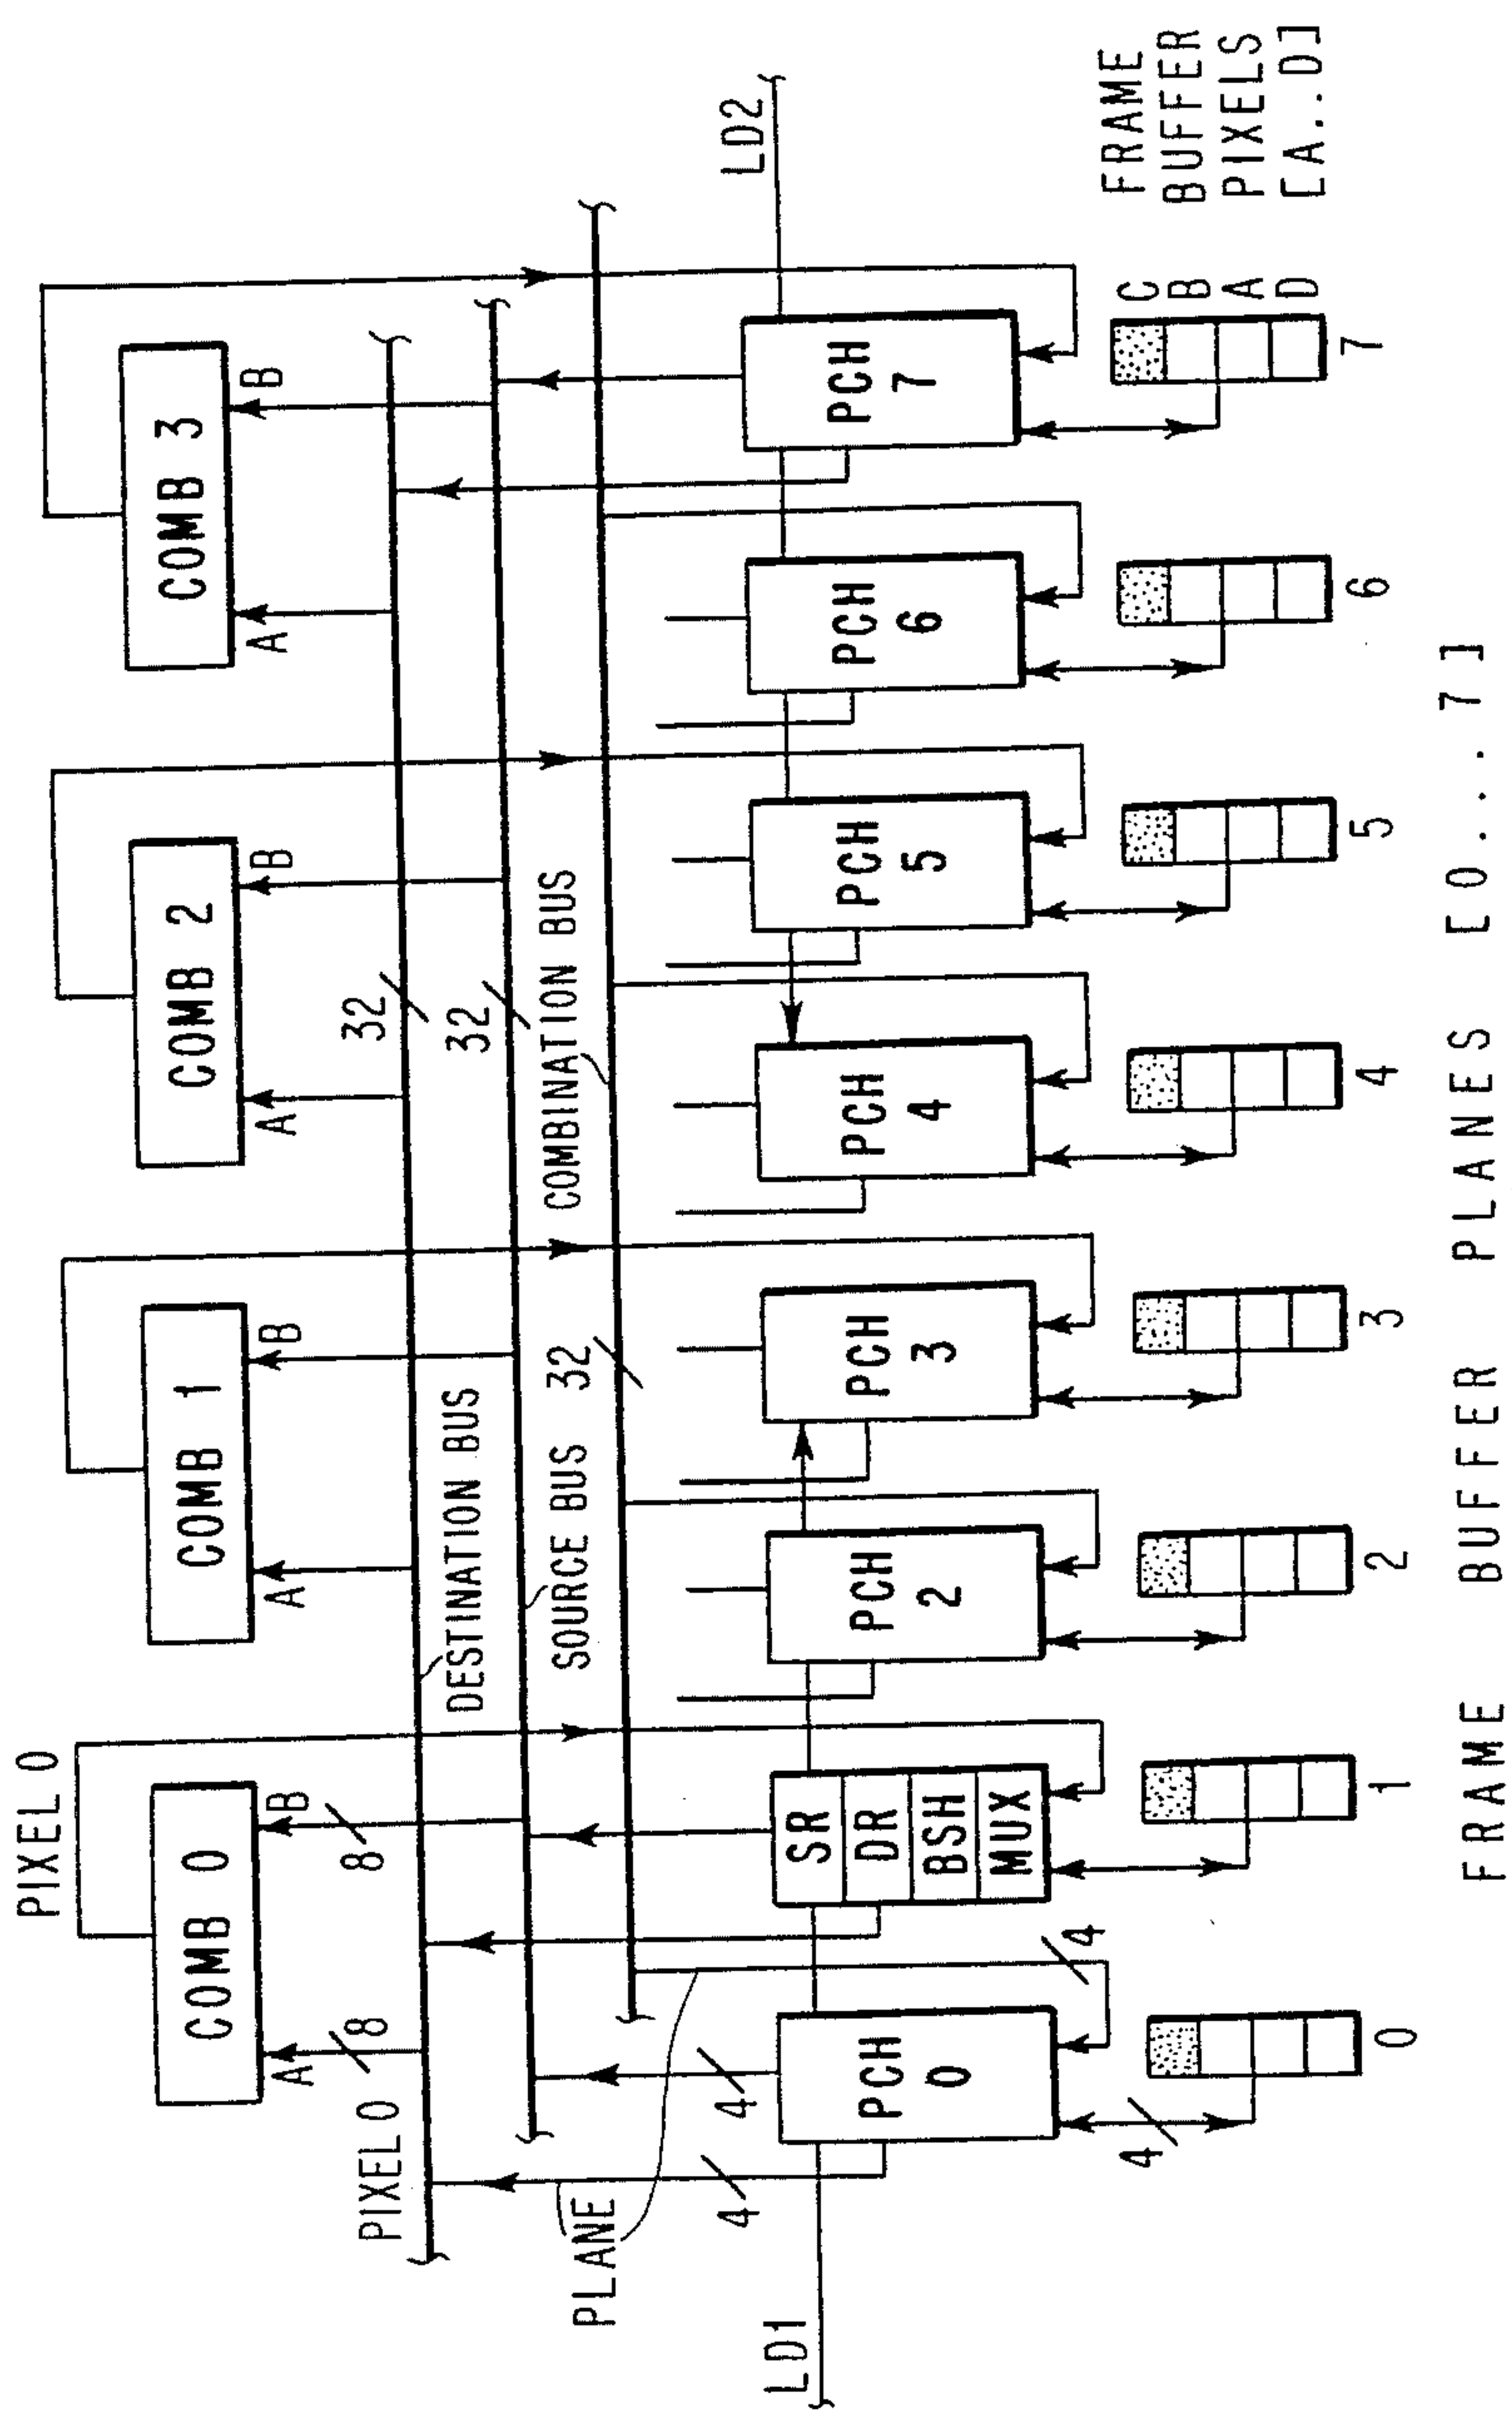 PIXEL 0
COMB 0
COMB 1
COMB 2
COMB 3
A
B
A
B
A
B
A
B
8
8
PIXEL 0
32
DESTINATION BUS
32
SOURCE BUS
32
COMBINATION BUS
PLANE
4
4
4
4
LD1
LD2
PCH 0
SR
DR
BSH
MUX
PCH 2
PCH 3
PCH 4
PCH 5
PCH 6
PCH 7
C
B
A
D
FRAME
BUFFER
PIXELS
[A..D]
0
1
2
3
4
5
6
7
FRAME BUFFER PLANES [0...7]